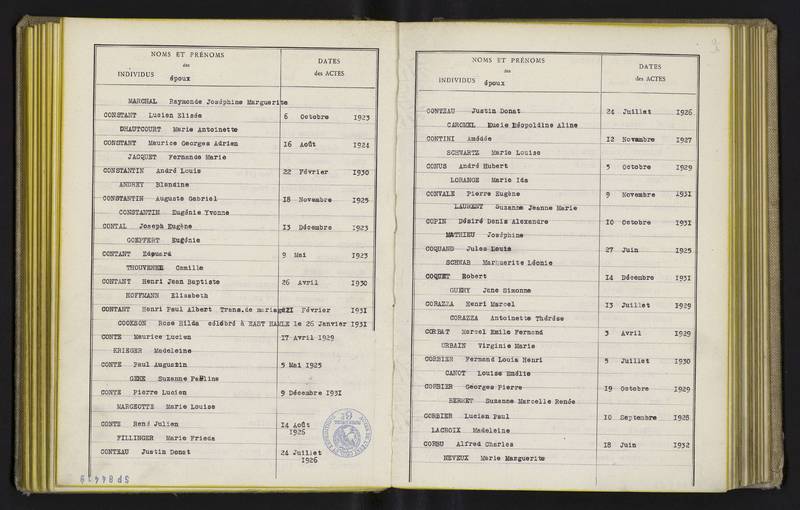 NOMS ET PRÉNOMS
des
INDIVIDUS époux
DATES
des ACTES
MARCHAL Raymonde Joséphine Marguerite
CONSTANT Lucien Elisée 6 Octobre 1923
DHAUTCOURT Marie Antoinette
CONSTANT Maurice Georges Adrien 16 Août 1924
JACQUET Fernande Marie
CONSTANTIN André Louis 22 Février 1930
ANDREY Blandine
CONSTANTIN Auguste Gabriel 18 Novembre 1925
CONSTANTIN Eugénie Yvonne
CONTAL Joseph Eugène 13 Décembre 1923
GOEPFERT Eugénie
CONTANT Edouard 9 Mai 1923
THOUVENEL Camille
CONTANT Henri Jean Baptiste 26 Avril 1930
HOFFMANN Elisabeth
CONTANT Henri Paul Albert Trans.de mariage 21 Février 1931
COOKSON Rose Hilda célébré à EAST HAMLE le 26 Janvier 1931
CONTE Maurice Lucien 17 Avril 1929
KRIEGER Madeleine
CONTE Paul Augustin 5 Mai 1925
GEKE Suzanne Pauline
CONTE Pierre Lucien 9 Décembre 1931
MARGEOTTE Marie Louise
CONTE René Julien 14 Août
1926
FILLINGER Marie Frieda
CONTEAU Justin Donat 24 Juillet
1926
NOMS ET PRÉNOMS
des
INDIVIDUS époux
DATES
des ACTES
CONTEAU Justin Donat 24 Juillet 1926
CARCHEL Lucie Léopoldine Aline
CONTINI Amédée 12 Novembre 1927
SCHWARTZ Marie Louise
CONUS André Hubert 5 Octobre 1929
LORANGE Marie Ida
CONVALE Pierre Eugène 9 Novembre 1931
LAURENT Suzanne Jeanne Marie
COPIN Désiré Denis Alexandre 10 Octobre 1931
MATHIEU Joséphine
COQUAND Jules Louis 27 Juin 1925
SCHWAB Marguerite Léonie
COQUET Robert 14 Décembre 1931
GUERY Jane Simonne
CORAZZA Henri Marcel 13 Juillet 1929
CORAZZA Antoinette Thérèse
CORBAT Marcel Emile Fernand 3 Avril 1929
URBAIN Virginie Marie
CORBIER Fernand Louis Henri 5 Juillet 1930
CANOT Louise Emélie
CORBIER Georges Pierre 19 Octobre 1929
BERRET Suzanne Marcelle Renée
CORBIER Lucien Paul 10 Septembre 1928
LACROIX Madeleine
CORBU Alfred Charles 18 Juin 1932
NEVEUX Marie Marguerite